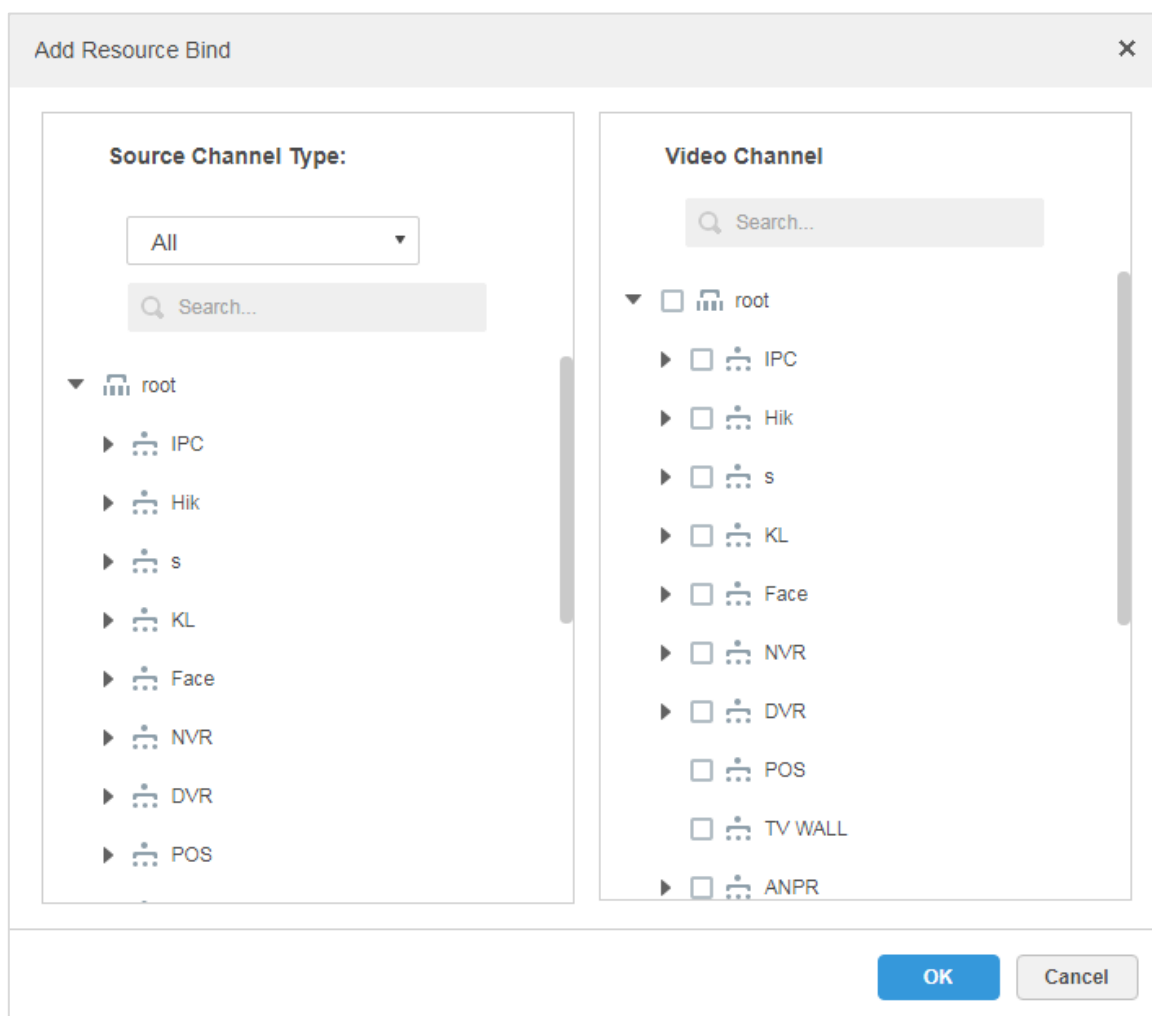 Add Resource Bind
Source Channel Type:
All
Search...
root
IPC
Hik
s
KL
Face
NVR
DVR
POS
Video Channel
Search...
root
IPC
Hik
s
KL
Face
NVR
DVR
POS
TV WALL
ANPR
OK
Cancel